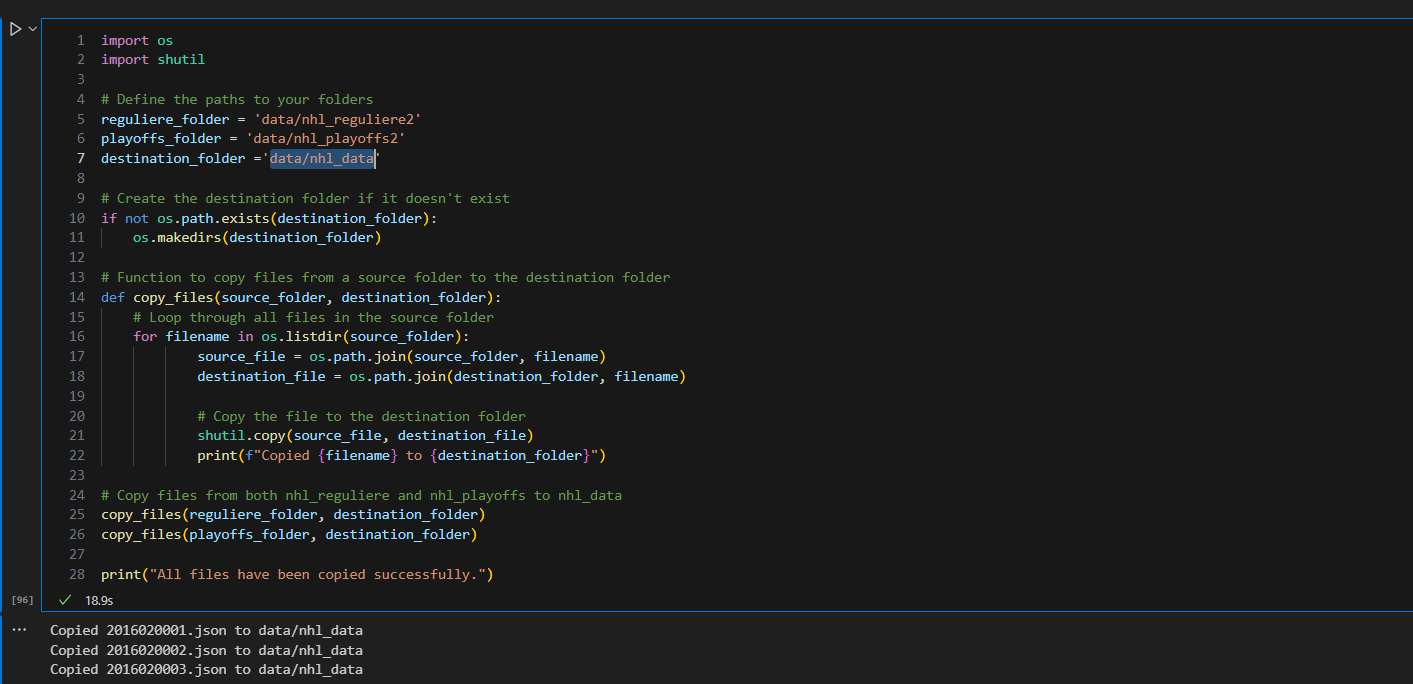 1 import os
2 import shutil
3
4 # Define the paths to your folders
5 reguliere_folder = 'data/nhl_reguliere2'
6 playoffs_folder = 'data/nhl_playoffs2'
7 destination_folder ='data/nhl_data'
8
9 # Create the destination folder if it doesn't exist
10 if not os.path.exists(destination_folder):
11     os.makedirs(destination_folder)
12
13 # Function to copy files from a source folder to the destination folder
14 def copy_files(source_folder, destination_folder):
15     # Loop through all files in the source folder
16     for filename in os.listdir(source_folder):
17             source_file = os.path.join(source_folder, filename)
18             destination_file = os.path.join(destination_folder, filename)
19
20             # Copy the file to the destination folder
21             shutil.copy(source_file, destination_file)
22             print(f"Copied {filename} to {destination_folder}")
23
24 # Copy files from both nhl_reguliere and nhl_playoffs to nhl_data
25 copy_files(reguliere_folder, destination_folder)
26 copy_files(playoffs_folder, destination_folder)
27
28 print("All files have been copied successfully.")
[96] 18.9s
... Copied 2016020001.json to data/nhl_data
Copied 2016020002.json to data/nhl_data
Copied 2016020003.json to data/nhl_data